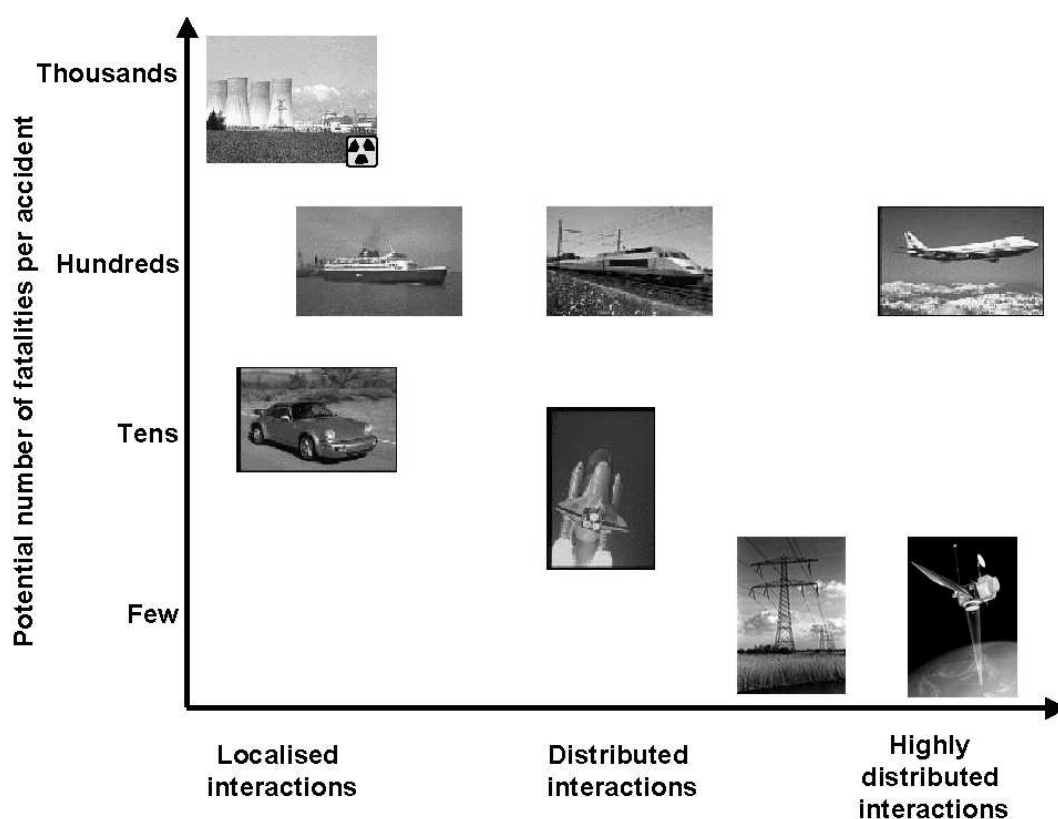 Potential number of fatalities per accident
Thousands
Hundreds
Tens
Few
Localised
interactions
Distributed
interactions
Highly
distributed
interactions